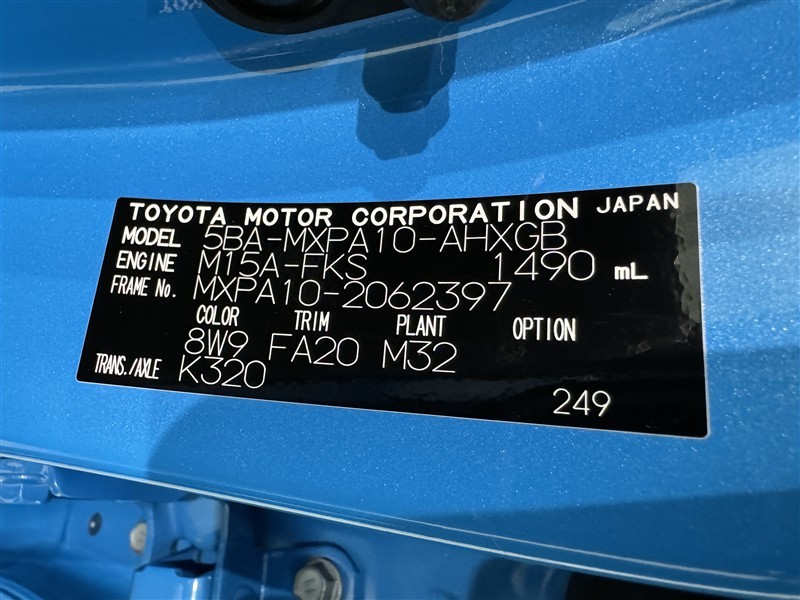 TOYOTA MOTOR CORPORATION JAPAN
MODEL 5BA-MXPA10-AHXGB
ENGINE M15A-FKS 1490 mL
FRAME No. MXPA10-2062397
COLOR TRIM PLANT OPTION
8W9 FA20 M32
TRANS./AXLE K320
249